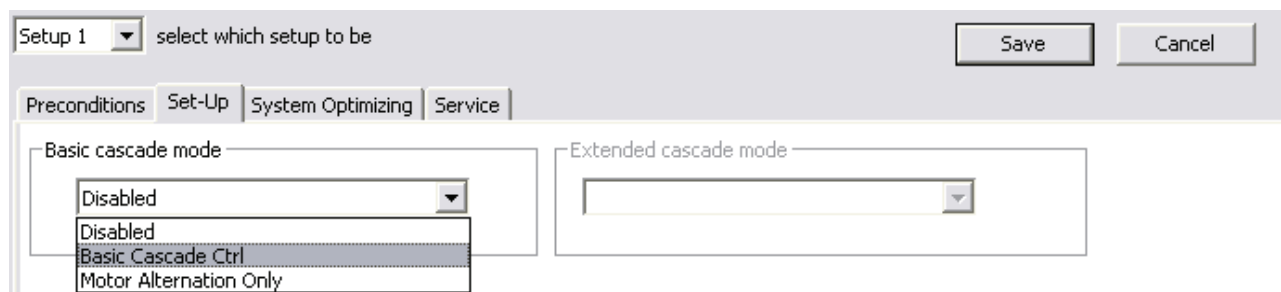 Setup 1 select which setup to be
Save Cancel
Preconditions Set-Up System Optimizing Service
Basic cascade mode Extended cascade mode
Disabled
Disabled
Basic Cascade Ctrl
Motor Alternation Only